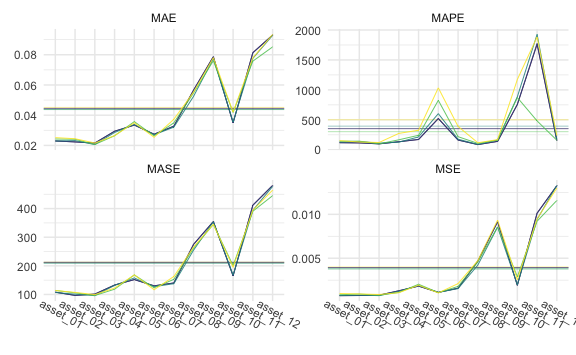 MAE
MAPE
0.08
0.06
0.04
0.02
2000
1500
1000
500
0
MASE
MSE
400
300
200
100
0.010
0.005
asset_01
asset_02
asset_03
asset_04
asset_05
asset_06
asset_07
asset_08
asset_09
asset_10
asset_11
asset_12
asset_01
asset_02
asset_03
asset_04
asset_05
asset_06
asset_07
asset_08
asset_09
asset_10
asset_11